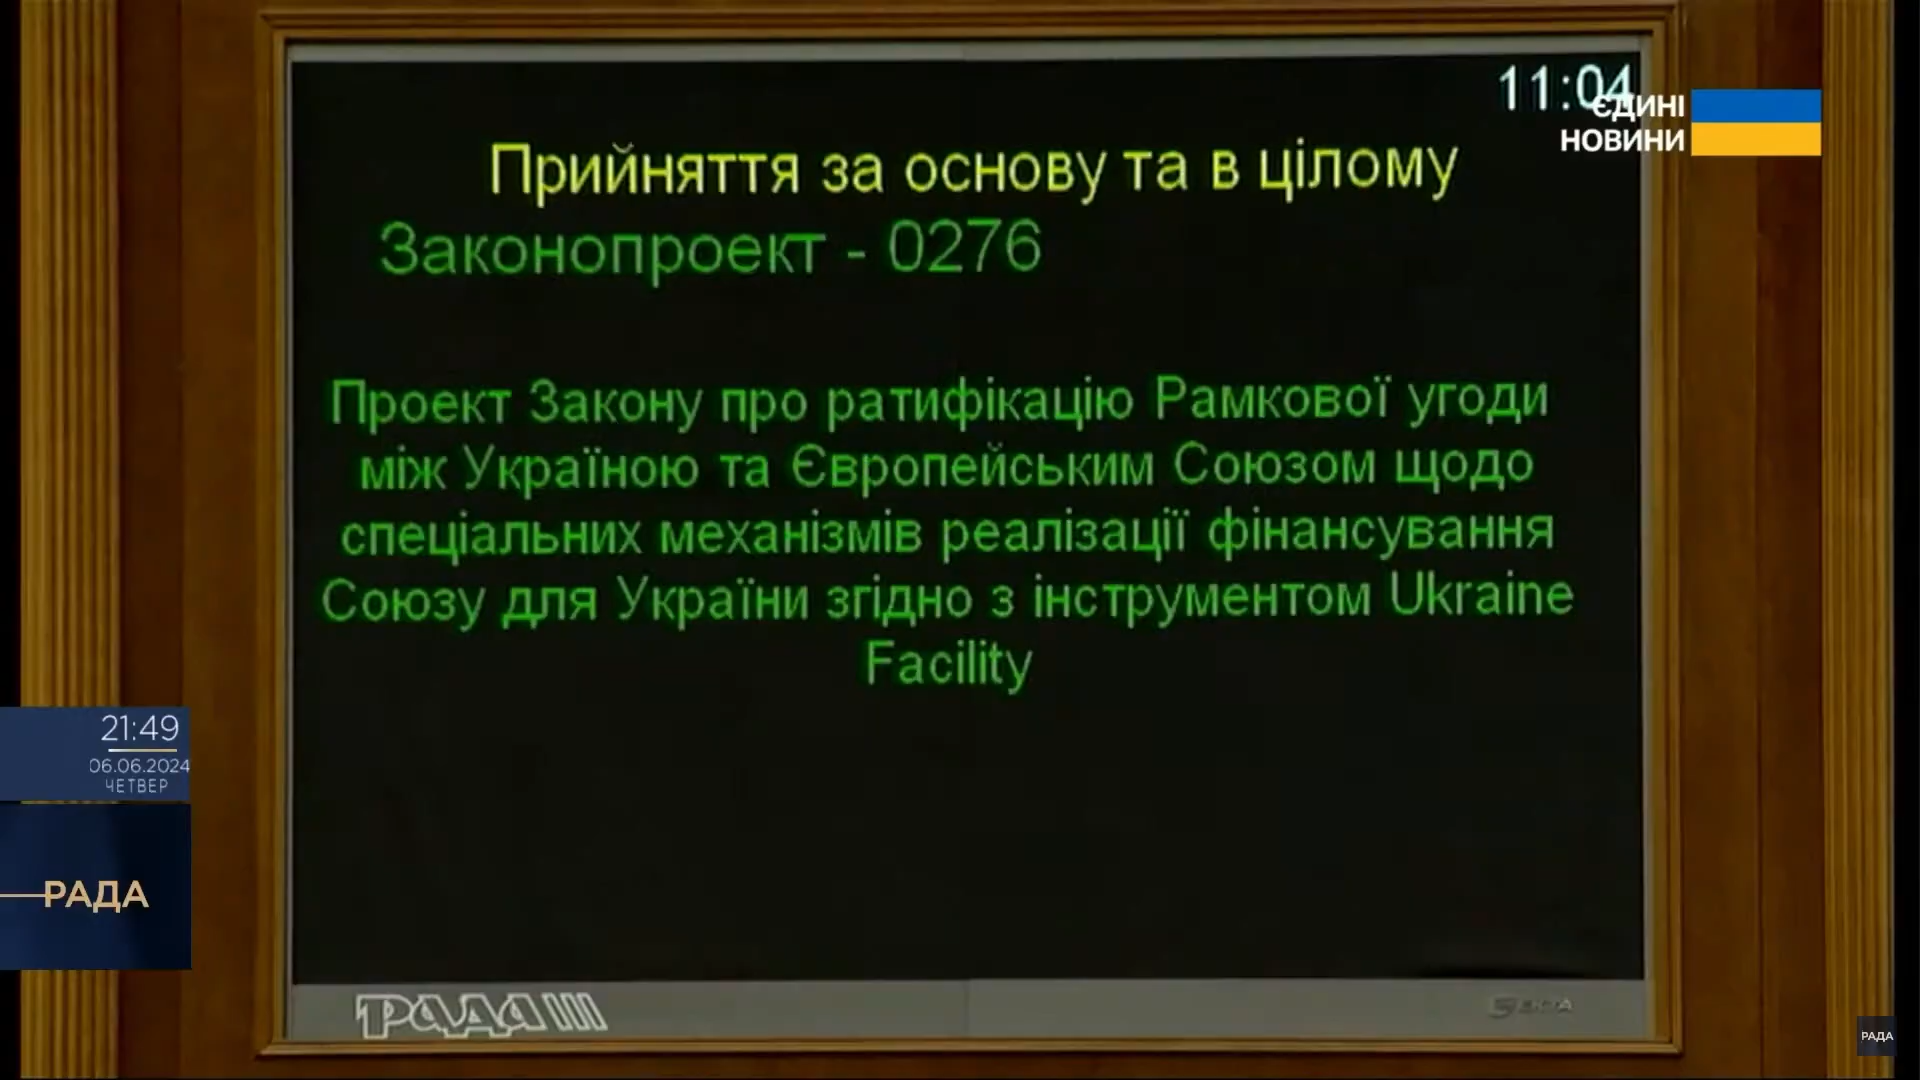 11:04
ЄДИНІ
НОВИНИ
Прийняття за основу та в цілому
Законопроект - 0276
Проект Закону про ратифікацію Рамкової угоди
між Україною та Європейським Союзом щодо
спеціальних механізмів реалізації фінансування
Союзу для України згідно з інструментом Ukraine
Facility
21:49
06.06.2024
ЧЕТВЕР
РАДА
РАДА III
РАДА